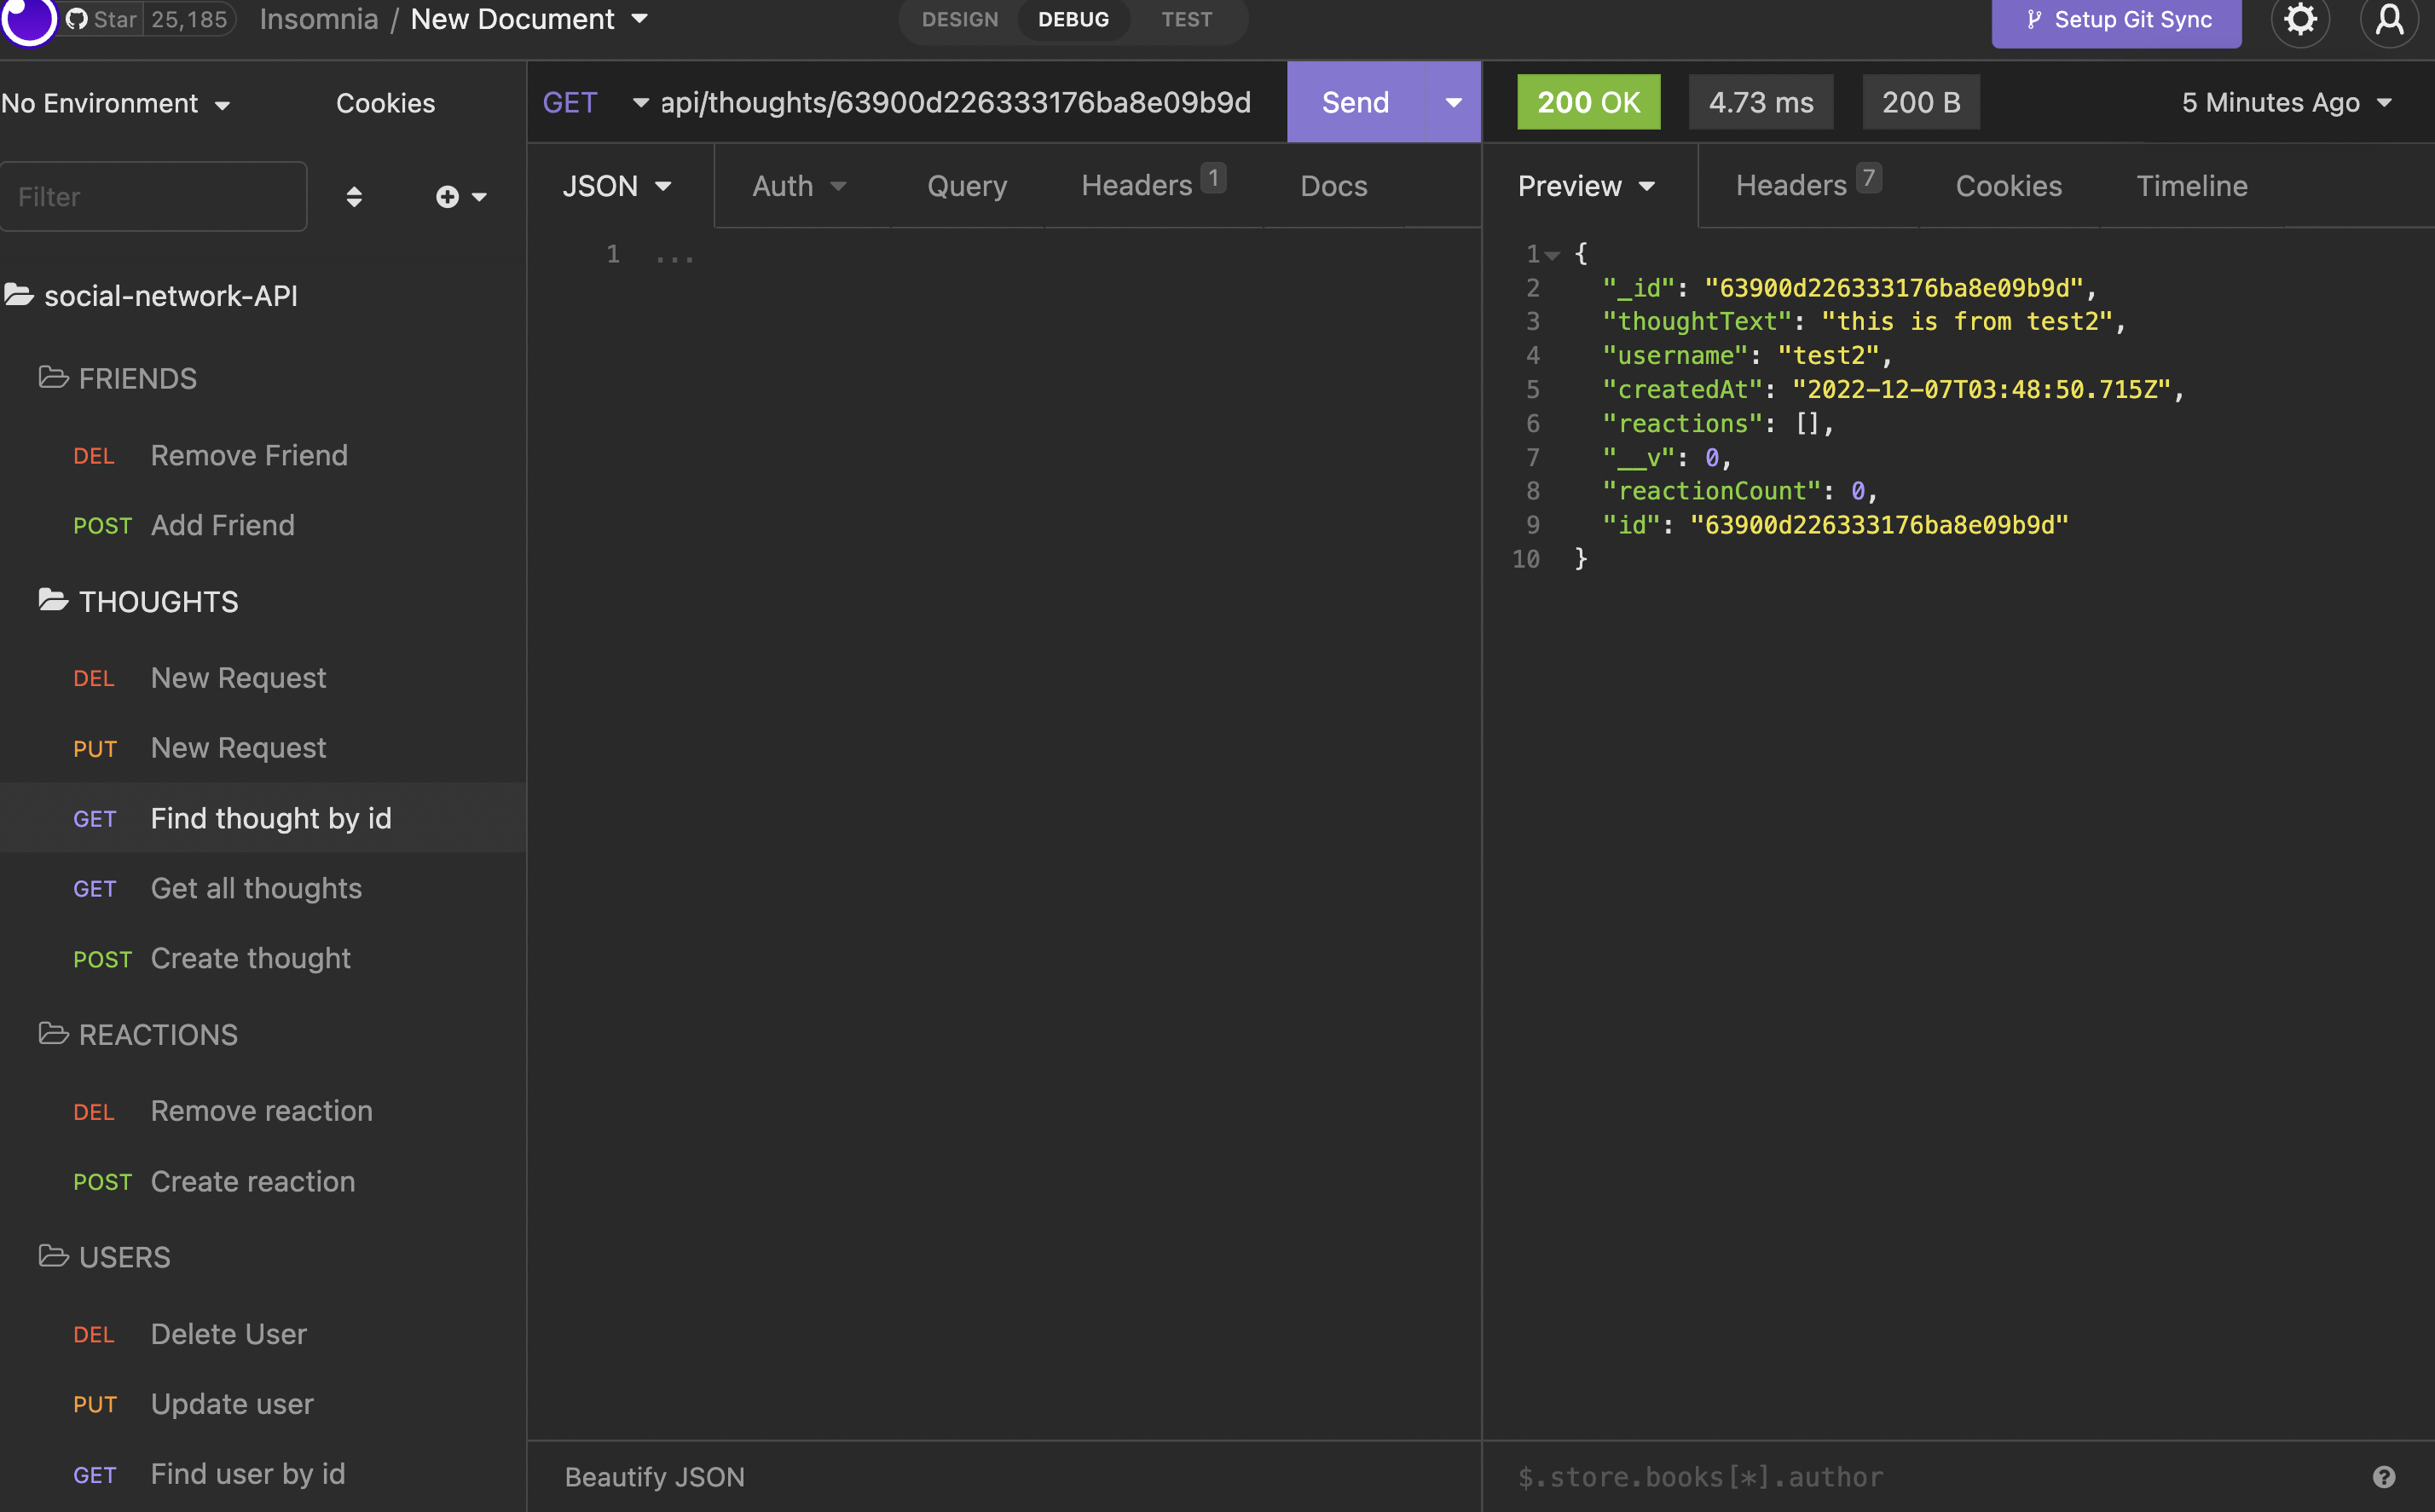 Star 25,185 Insomnia / New Document DESIGN DEBUG TEST Setup Git Sync
No Environment Cookies
Filter
social-network-API
FRIENDS
DEL Remove Friend
POST Add Friend
THOUGHTS
DEL New Request
PUT New Request
GET Find thought by id
GET Get all thoughts
POST Create thought
REACTIONS
DEL Remove reaction
POST Create reaction
USERS
DEL Delete User
PUT Update user
GET Find user by id
GET api/thoughts/63900d226333176ba8e09b9d Send
JSON Auth Query Headers 1 Docs
1 ...
Beautify JSON
200 OK 4.73 ms 200 B 5 Minutes Ago
Preview Headers 7 Cookies Timeline
1 {
2 "_id": "63900d226333176ba8e09b9d",
3 "thoughtText": "this is from test2",
4 "username": "test2",
5 "createdAt": "2022-12-07T03:48:50.715Z",
6 "reactions": [],
7 "__v": 0,
8 "reactionCount": 0,
9 "id": "63900d226333176ba8e09b9d"
10 }
$.store.books[*].author ?